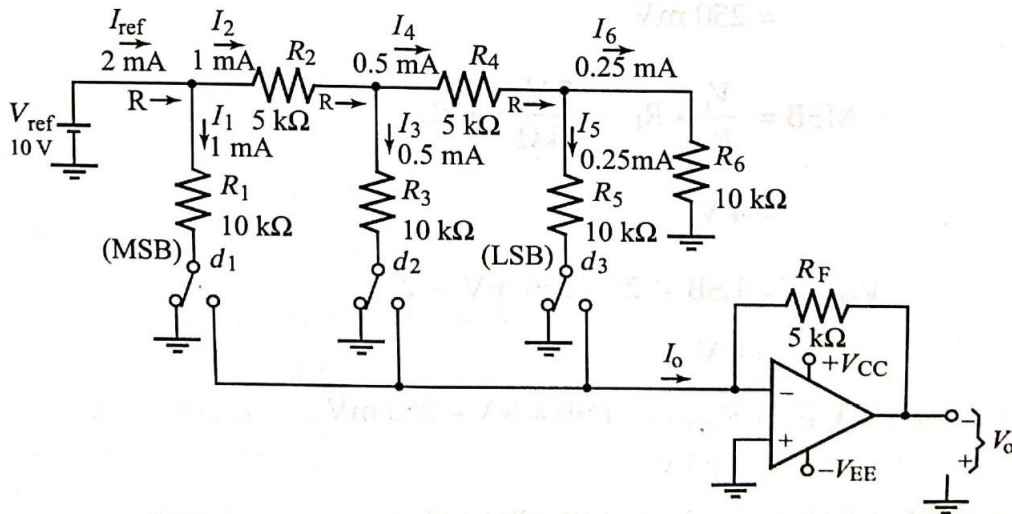 = 250 mV
I_ref I_2 R_2 I_4 R_4 I_6
2 mA 1 mA 0.5 mA 0.25 mA
R R R
5 kΩ 5 kΩ
V_ref
10 V
I_1 I_3 I_5
1 mA 0.5 mA 0.25mA R_6
R_1 R_3 R_5 10 kΩ
10 kΩ 10 kΩ 10 kΩ
(MSB) d_1 d_2 (LSB) d_3
R_F
5 kΩ
I_o +V_CC
−
+
−V_EE
−
V_o
+